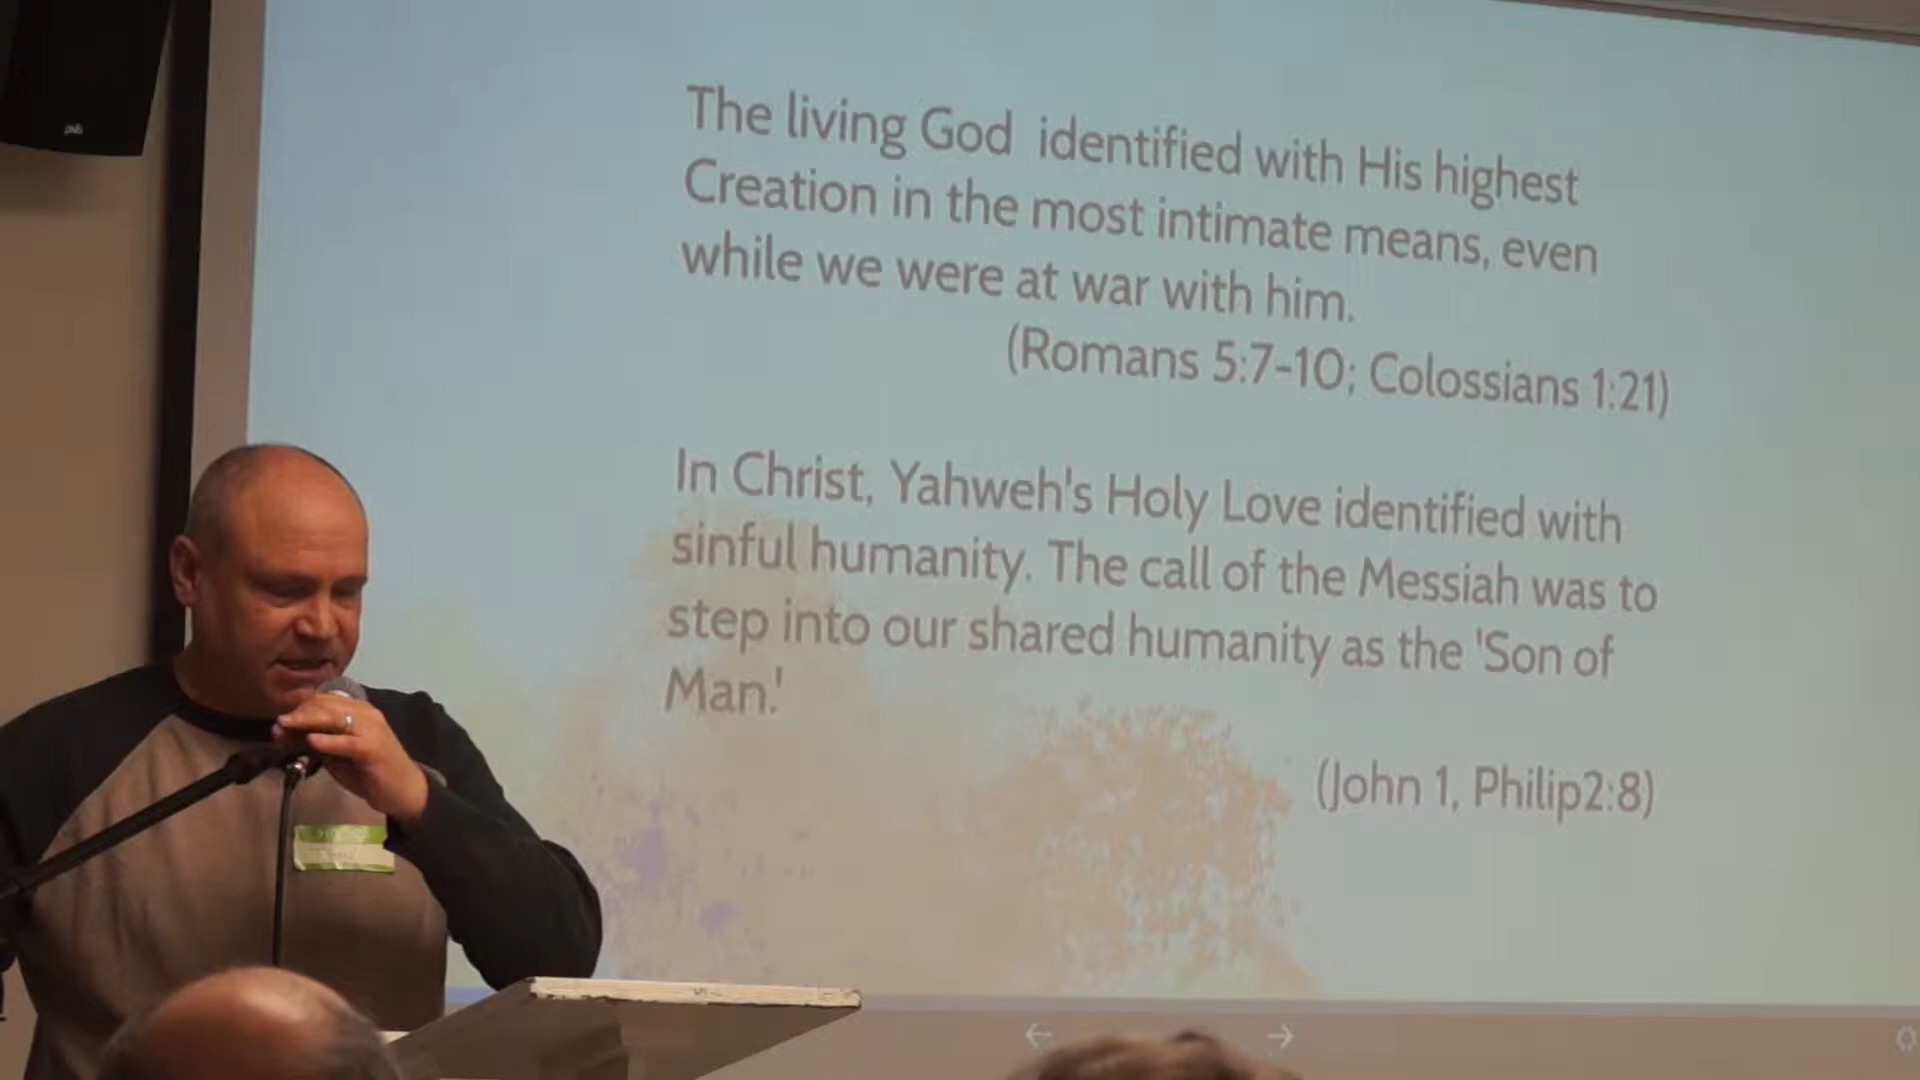 The living God identified with His highest
Creation in the most intimate means, even
while we were at war with him.
(Romans 5:7-10; Colossians 1:21)
In Christ, Yahweh's Holy Love identified with
sinful humanity. The call of the Messiah was to
step into our shared humanity as the 'Son of
Man.'
(John 1, Philip2:8)